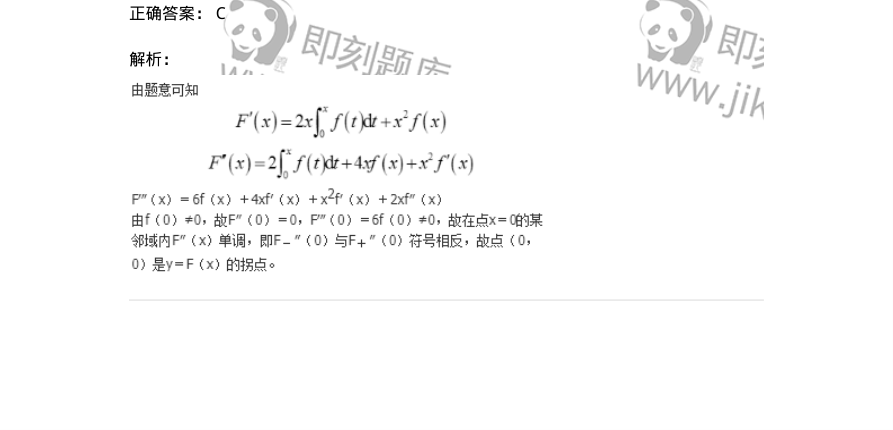 正确答案： C
即刻题库
即
www.jik
解析：
由题意可知
F′(x)=2x∫₀ˣ f(t)dt+x²f(x)
F″(x)=2∫₀ˣ f(t)dt+4xf(x)+x²f′(x)
F‴（x）＝6f（x）＋4xf′（x）＋x²f′（x）＋2xf″（x）
由f（0）≠0，故F″（0）＝0，F‴（0）＝6f（0）≠0，故在点x＝0的某
邻域内F″（x）单调，即F₋″（0）与F₊″（0）符号相反，故点（0，
0）是y＝F（x）的拐点。